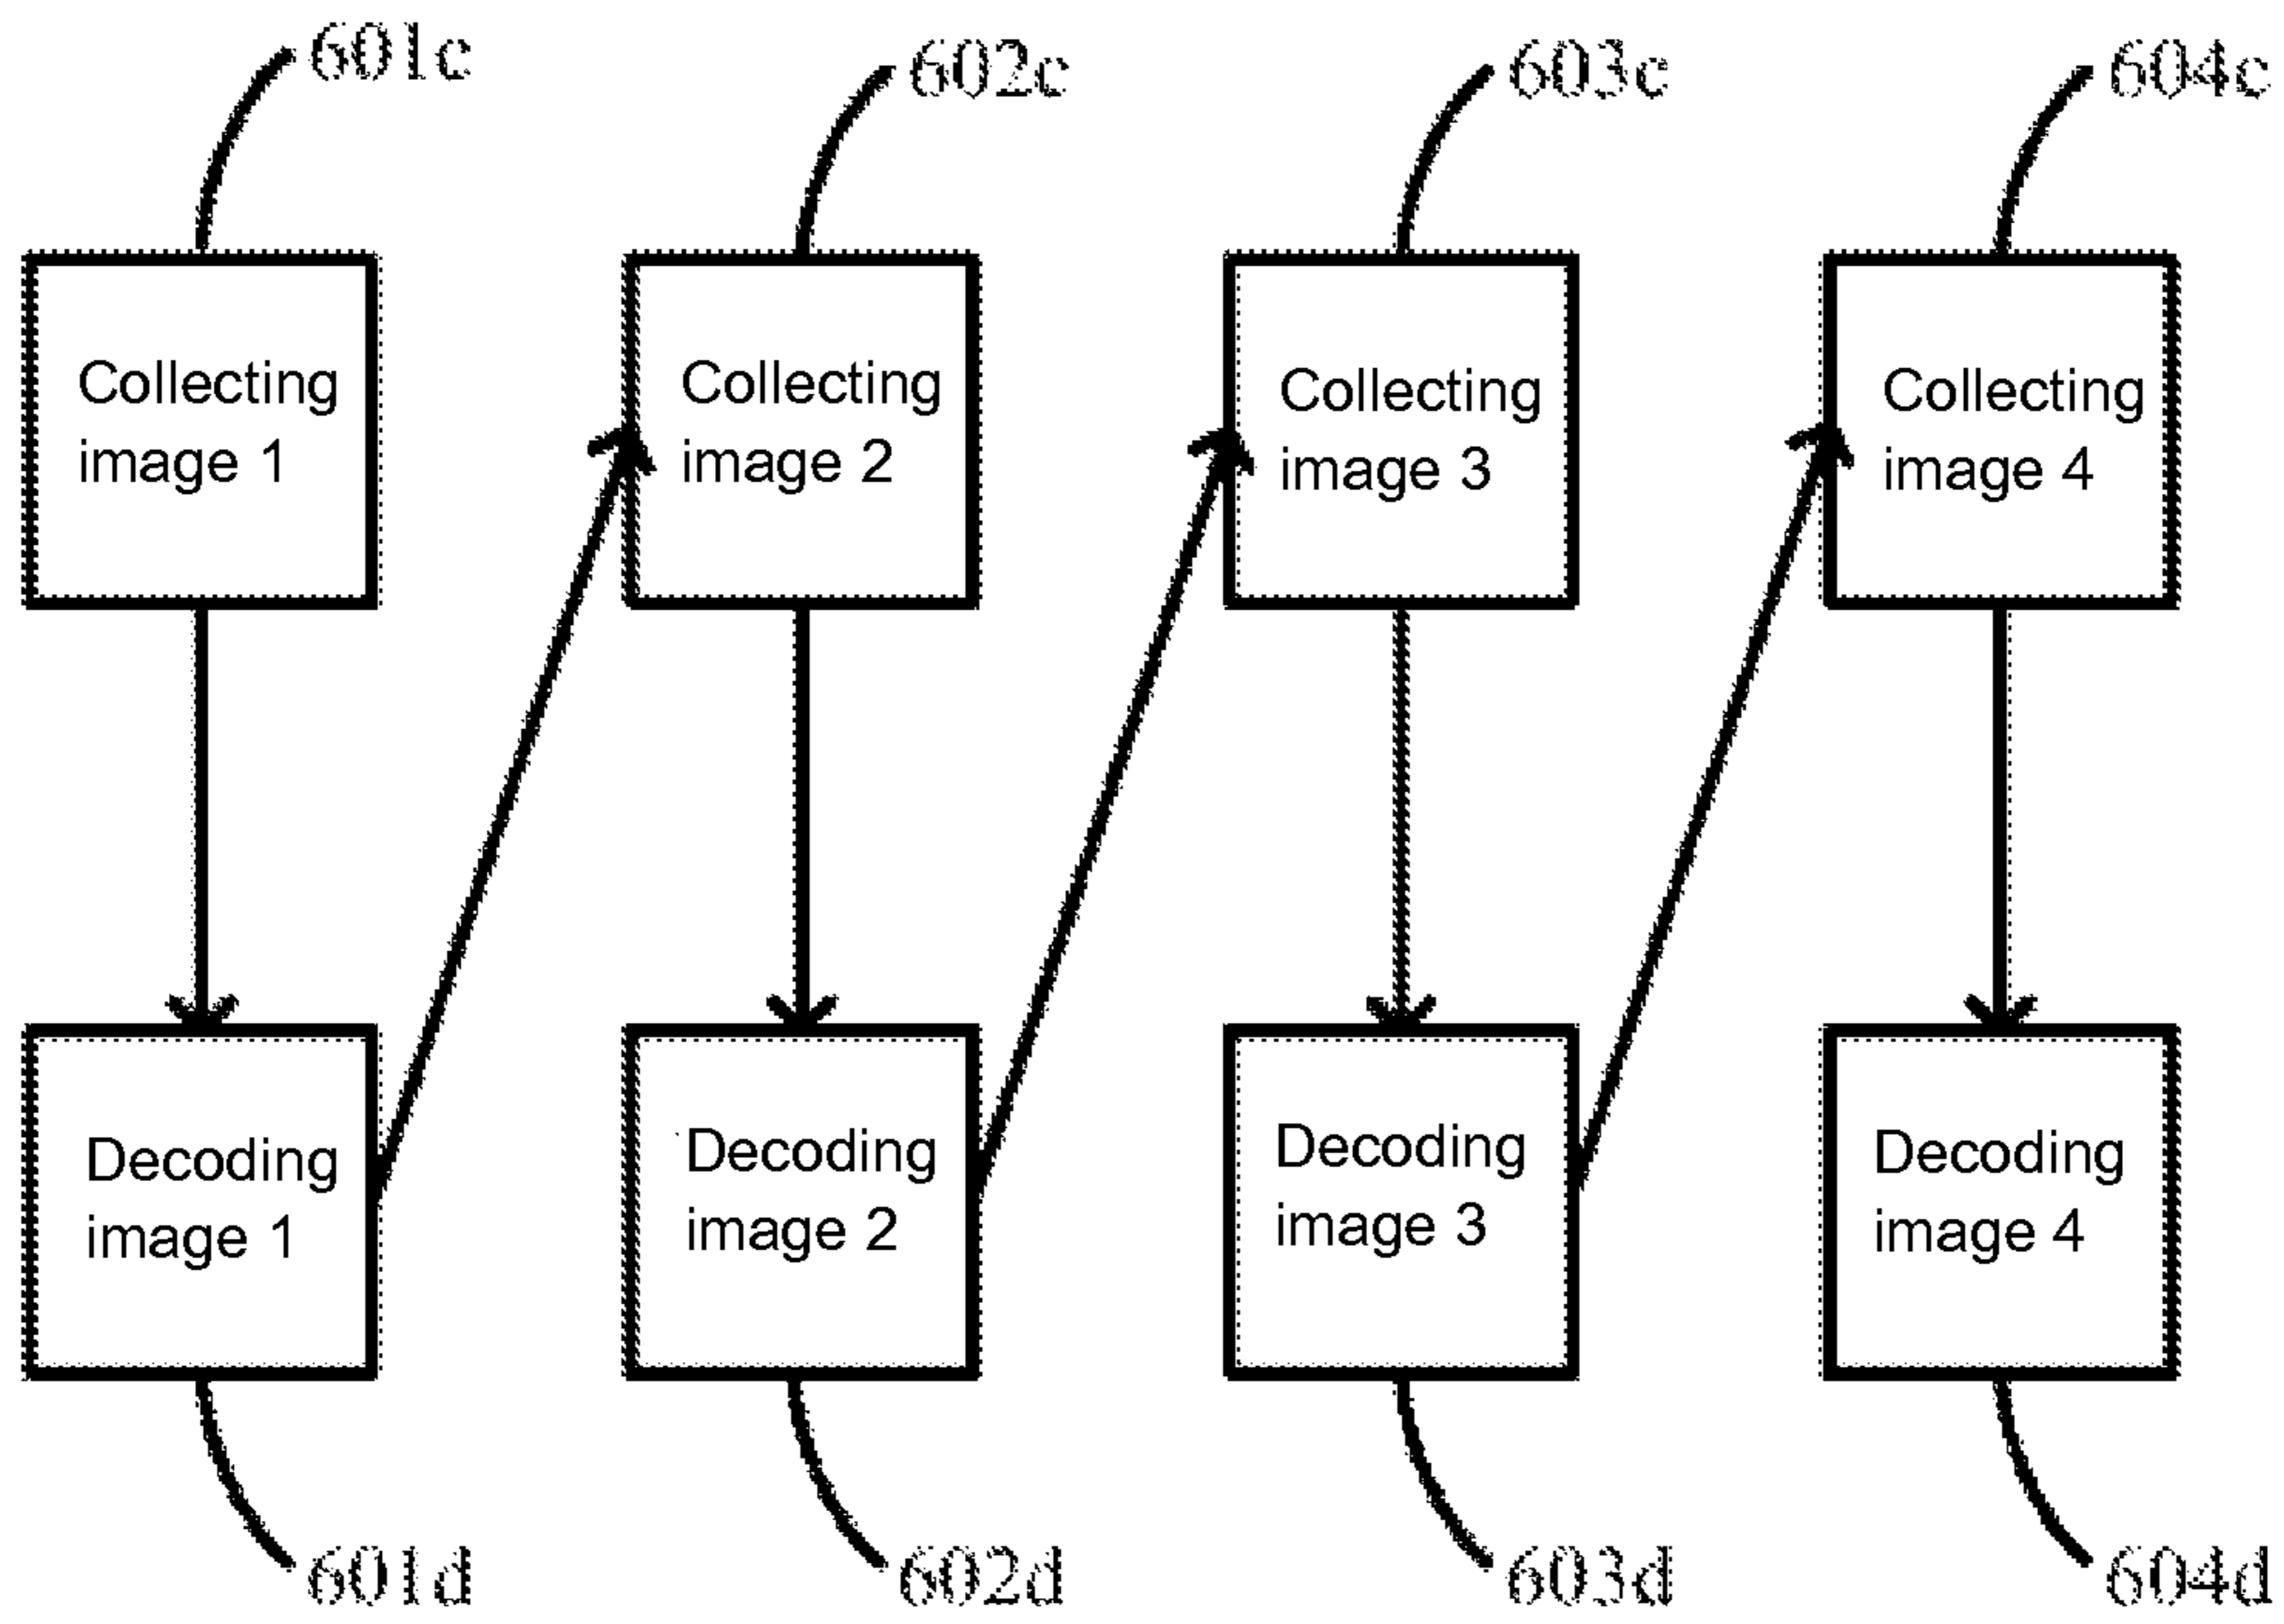 601c
602c
603c
604c
Collecting
image 1
Collecting
image 2
Collecting
image 3
Collecting
image 4
Decoding
image 1
Decoding
image 2
Decoding
image 3
Decoding
image 4
601d
602d
603d
604d